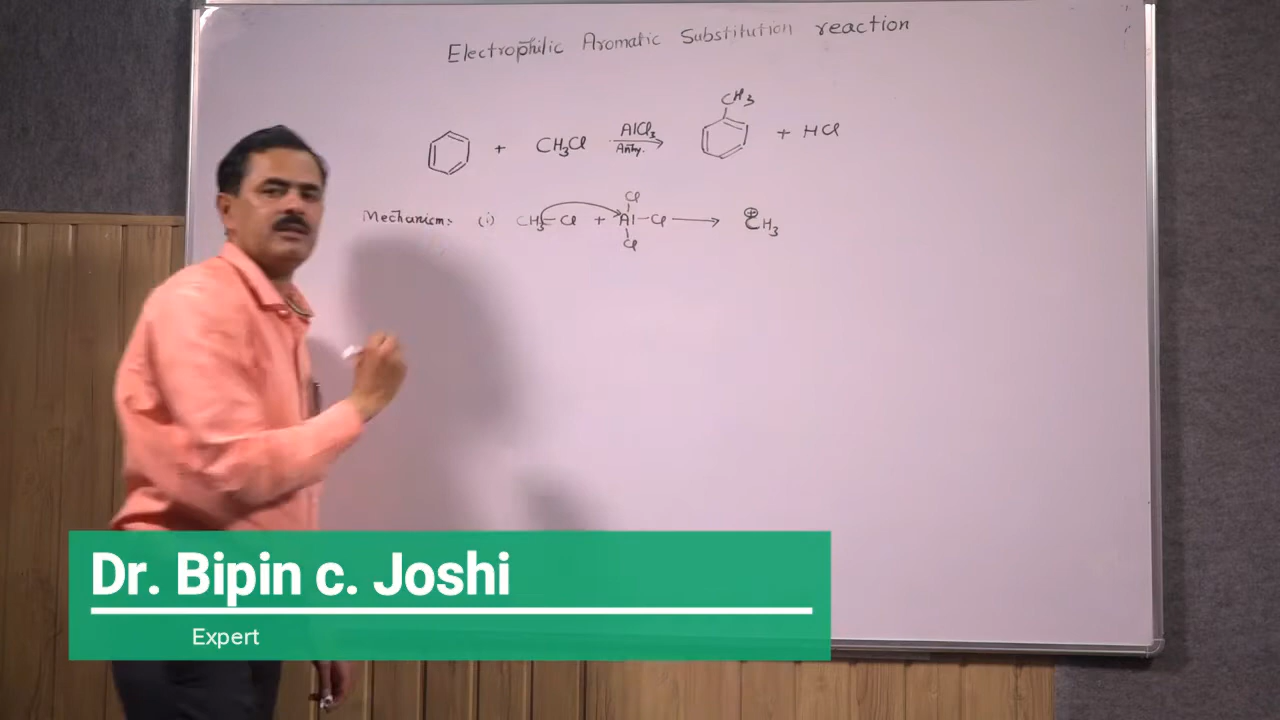 Electrophilic Aromatic Substitution reaction
CH3
+ CH3Cl AlCl3 + HCl
Anhy.
Cl
Mechanism: (i) CH3-Cl + Al-Cl ⊕CH3
Cl
Dr. Bipin c. Joshi
Expert